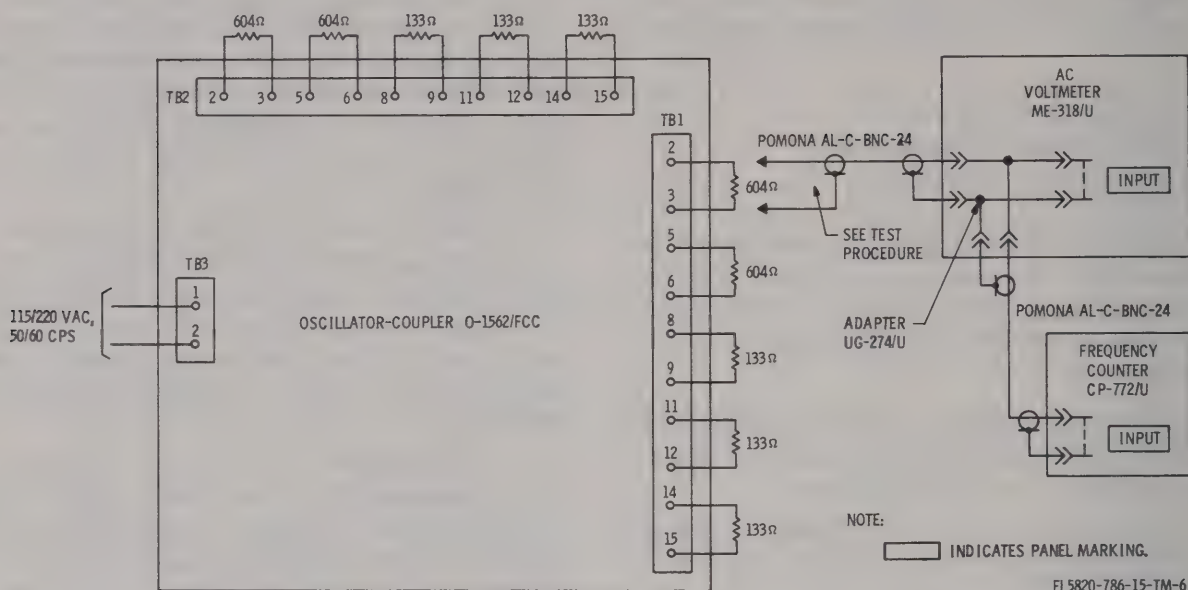 604Ω 604Ω 133Ω 133Ω 133Ω
TB2 2 3 5 6 8 9 11 12 14 15
TB1
2
3
604Ω
5
6
604Ω
8
9
133Ω
11
12
133Ω
14
15
133Ω
TB3
1
2
115/220 VAC,
50/60 CPS
OSCILLATOR-COUPLER O-1562/FCC
POMONA AL-C-BNC-24
SEE TEST
PROCEDURE
ADAPTER
UG-274/U
AC
VOLTMETER
ME-318/U
INPUT
POMONA AL-C-BNC-24
FREQUENCY
COUNTER
CP-772/U
INPUT
NOTE:
INDICATES PANEL MARKING.
EL5820-786-15-TM-6